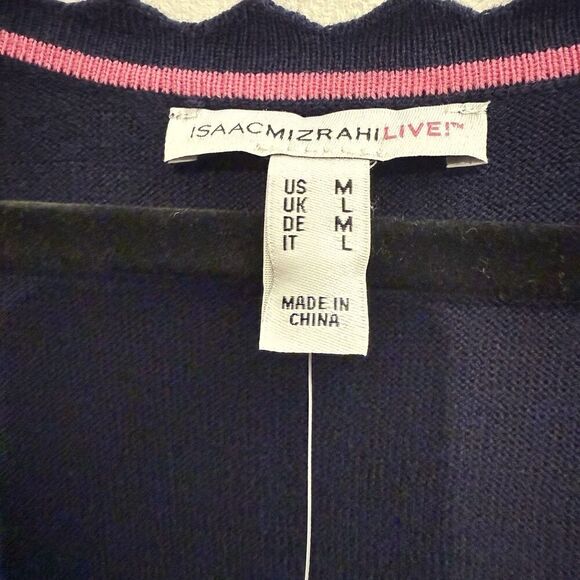 ISAACMIZRAHILIVE!™
US M
UK L
DE M
IT L
MADE IN
CHINA